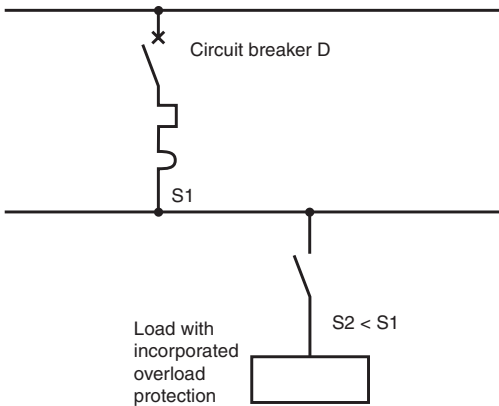 Circuit breaker D
S1
S2 < S1
Load with
incorporated
overload
protection